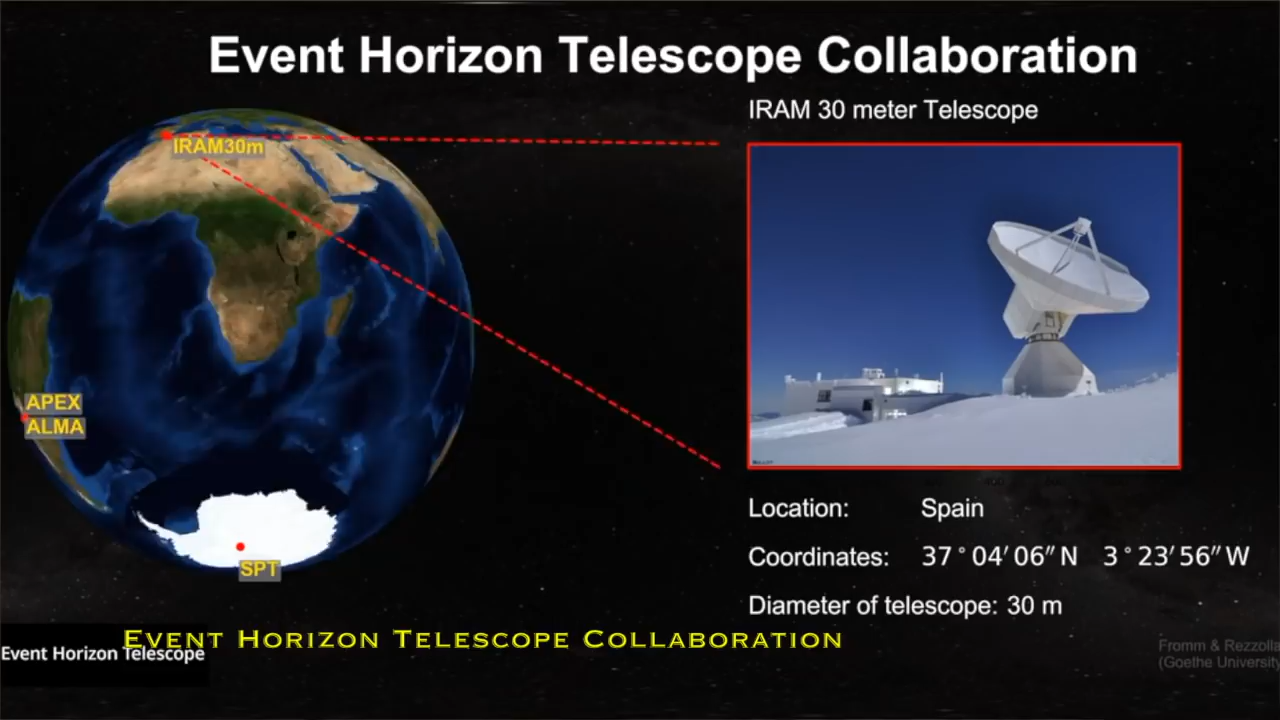 Event Horizon Telescope Collaboration
IRAM 30 meter Telescope
IRAM30m
APEX
ALMA
SPT
Location: Spain
Coordinates: 37°04′06″N 3°23′56″W
Diameter of telescope: 30 m
Event Horizon Telescope Collaboration
Event Horizon Telescope
Fromm & Rezzolla
(Goethe University